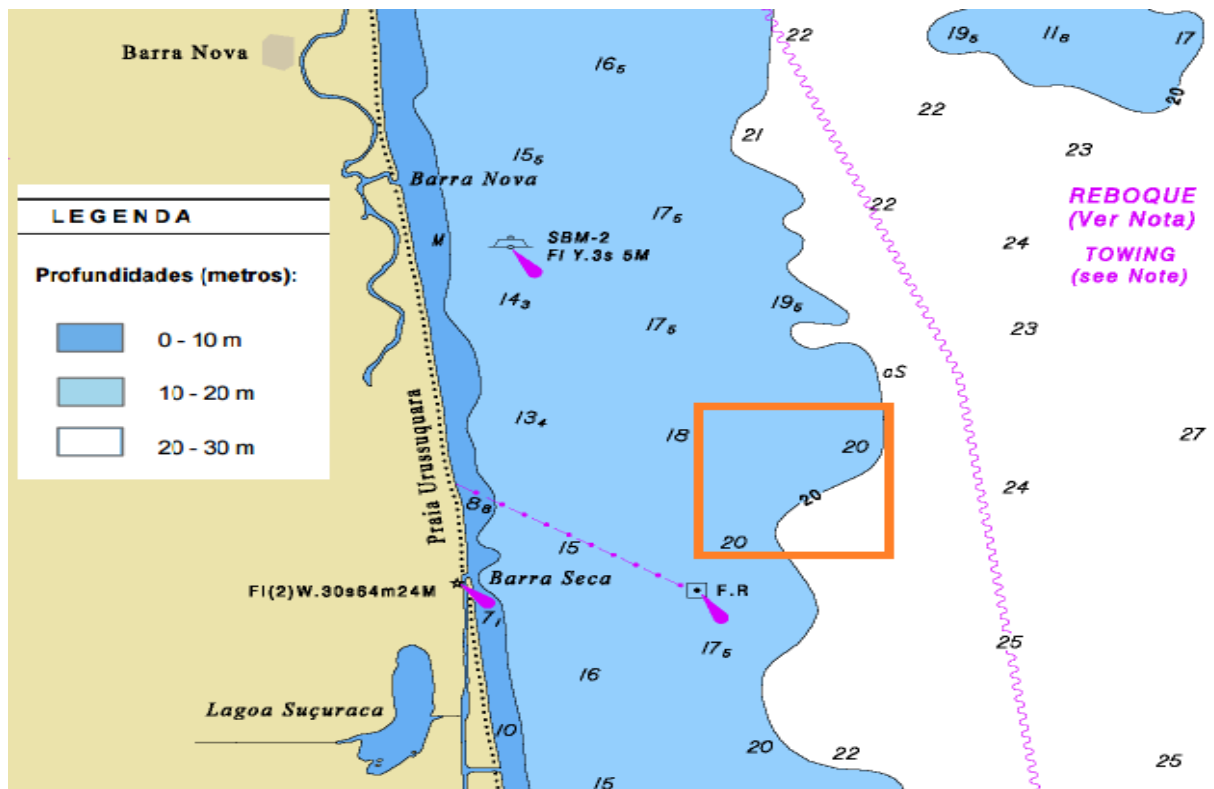 22
19₅
11₈
17
Barra Nova
16₅
20
22
21
23
15₅
Barra Nova
REBOQUE
(Ver Nota)
TOWING
(see Note)
LEGENDA
Profundidades (metros):
0 - 10 m
10 - 20 m
20 - 30 m
22
17₅
M
SBM-2
Fl Y.3s 5M
24
14₃
19₅
17₅
23
aS
Praia Urussuquara
13₄
18
20
27
8₈
20
24
15
20
Barra Seca
Fl(2)W.30s64m24M
F.R
7₁
17₅
25
16
Lagoa Suçuraca
10
20
22
25
15